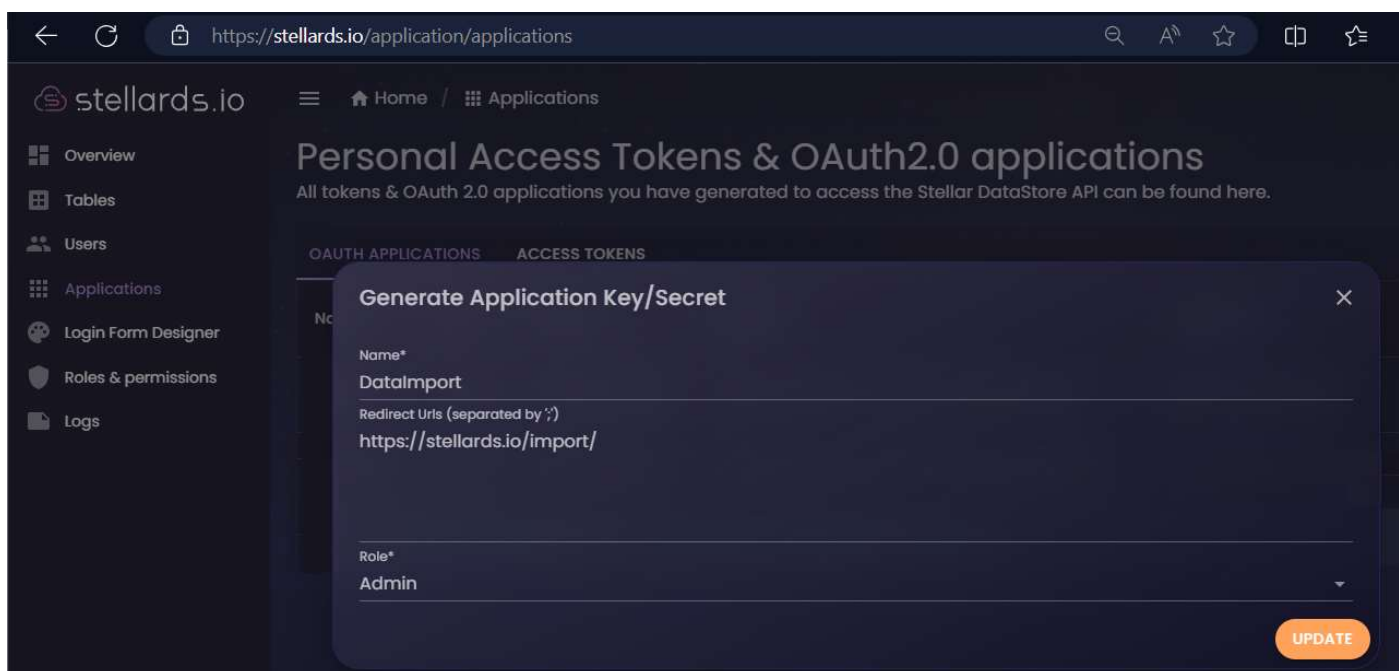 https://stellards.io/application/applications
stellards.io
Home / Applications
Overview
Tables
Users
Applications
Login Form Designer
Roles & permissions
Logs
Personal Access Tokens & OAuth2.0 applications
All tokens & OAuth 2.0 applications you have generated to access the Stellar DataStore API can be found here.
OAUTH APPLICATIONS ACCESS TOKENS
Generate Application Key/Secret
Name*
DataImport
Redirect Urls (separated by ';')
https://stellards.io/import/
Role*
Admin
UPDATE